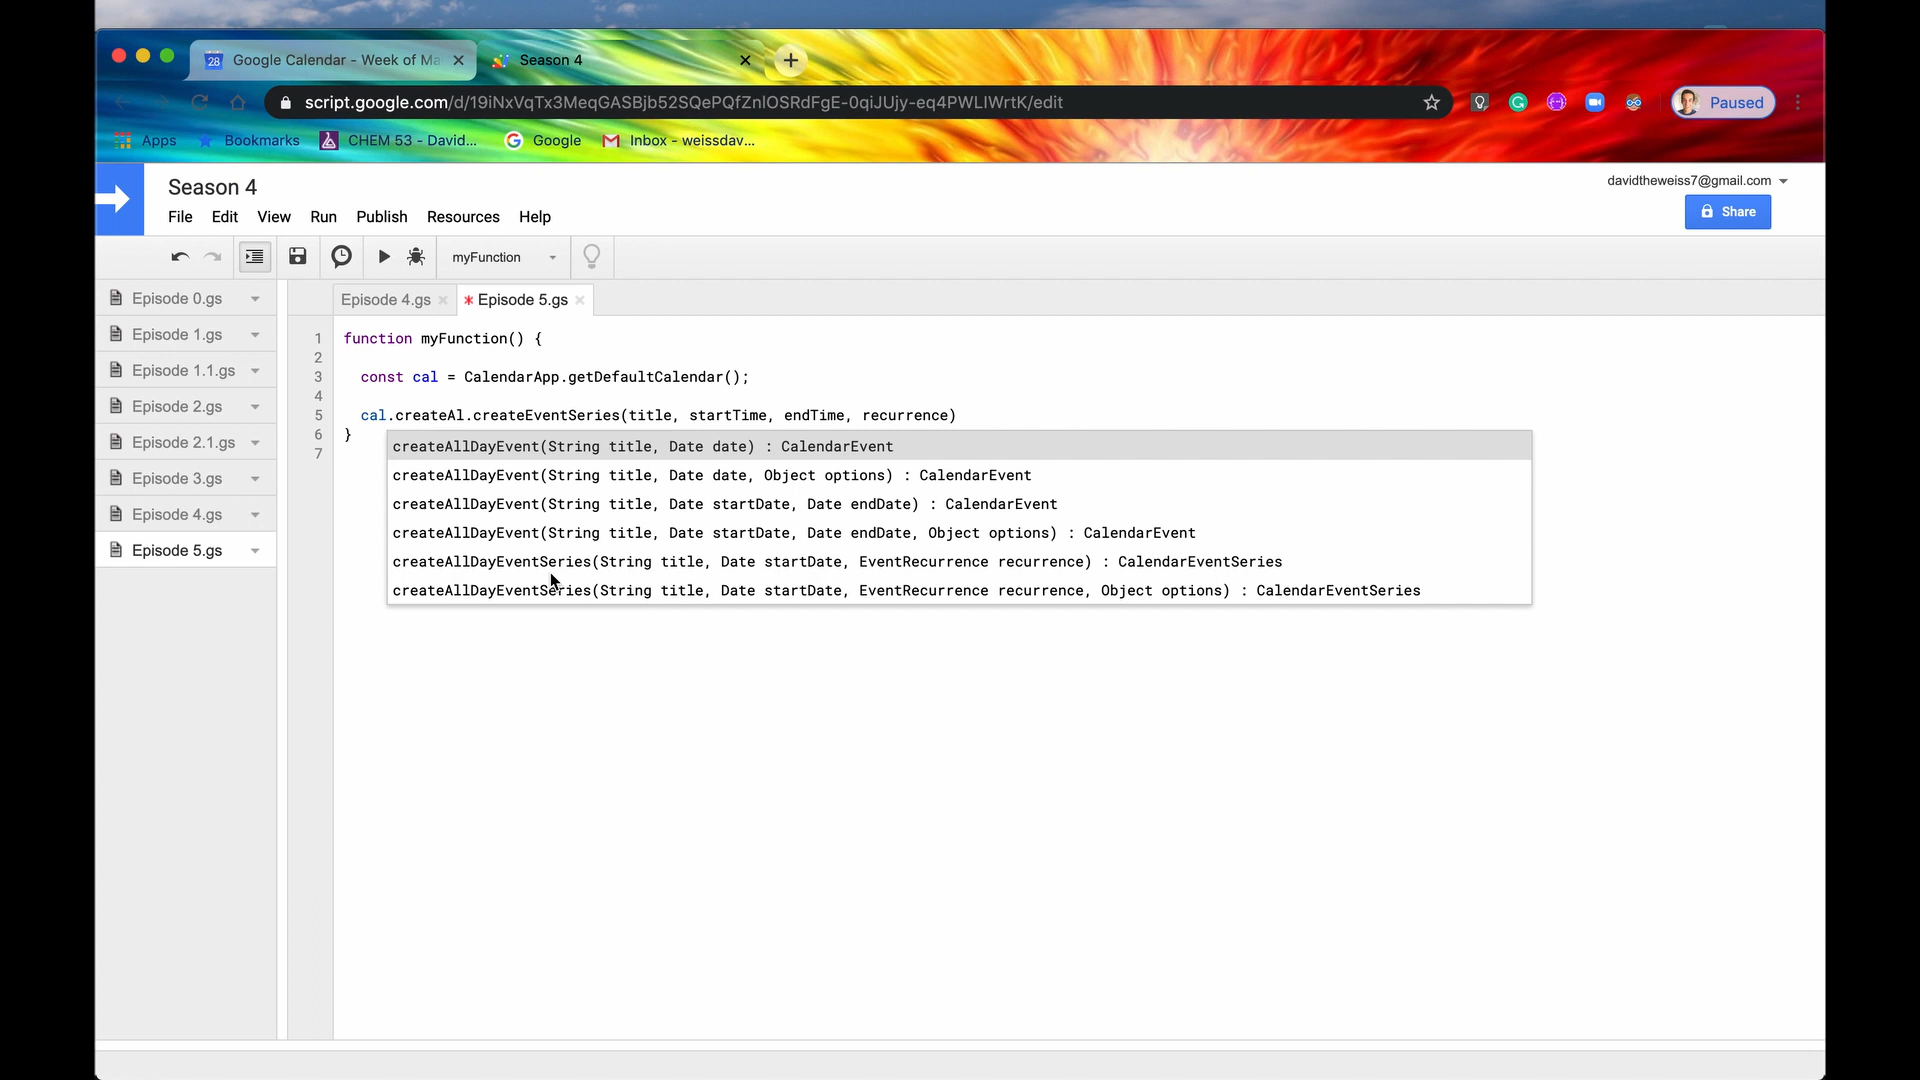 28 Google Calendar - Week of Ma
Season 4
script.google.com/d/19iNxVqTx3MeqGASBjb52SQePQfZnlOSRdFgE-0qiJUjy-eq4PWLIWrtK/edit
Paused
Apps
Bookmarks
CHEM 53 - David...
Google
Inbox - weissdav...
Season 4
davidtheweiss7@gmail.com
File Edit View Run Publish Resources Help
Share
myFunction
Episode 0.gs
Episode 1.gs
Episode 1.1.gs
Episode 2.gs
Episode 2.1.gs
Episode 3.gs
Episode 4.gs
Episode 5.gs
Episode 4.gs
* Episode 5.gs
1 function myFunction() {
2
3 const cal = CalendarApp.getDefaultCalendar();
4
5 cal.createAl.createEventSeries(title, startTime, endTime, recurrence)
6 }
7
createAllDayEvent(String title, Date date) : CalendarEvent
createAllDayEvent(String title, Date date, Object options) : CalendarEvent
createAllDayEvent(String title, Date startDate, Date endDate) : CalendarEvent
createAllDayEvent(String title, Date startDate, Date endDate, Object options) : CalendarEvent
createAllDayEventSeries(String title, Date startDate, EventRecurrence recurrence) : CalendarEventSeries
createAllDayEventSeries(String title, Date startDate, EventRecurrence recurrence, Object options) : CalendarEventSeries